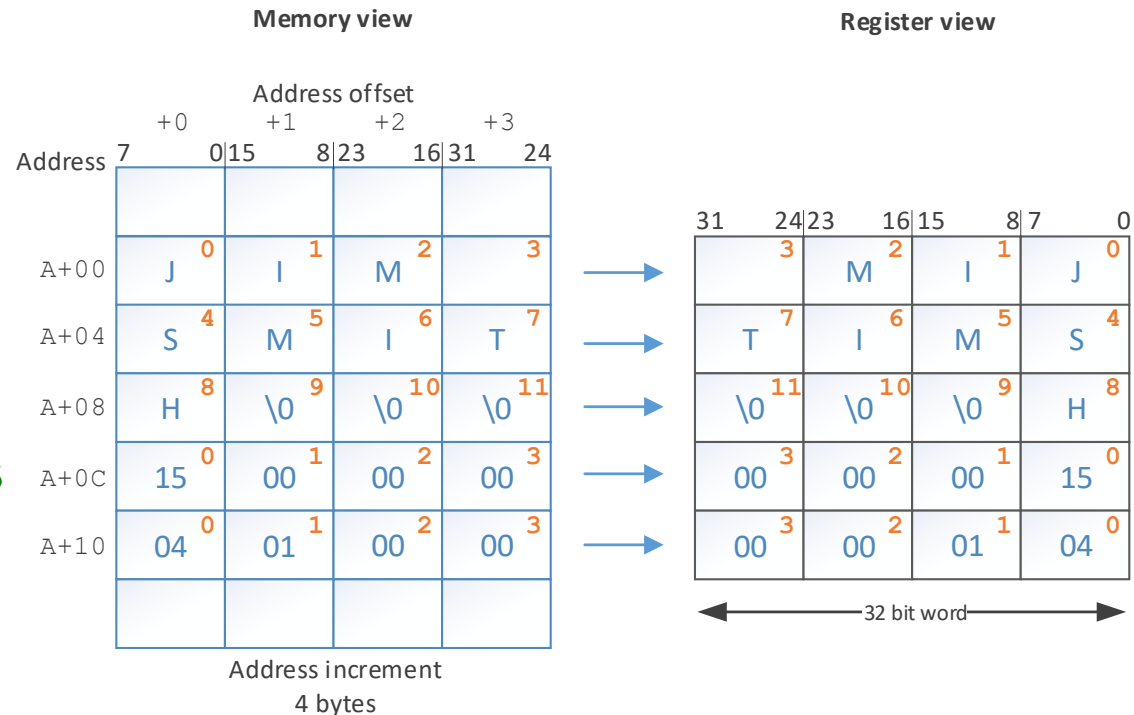 Memory view
Register view
Address offset
+0 +1 +2 +3
Address 7 0 15 8 23 16 31 24
31 24 23 16 15 8 7 0
A+00 J 0 I 1 M 2 3
3 M 2 I 1 J 0
A+04 S 4 M 5 I 6 T 7
T 7 I 6 M 5 S 4
A+08 H 8 \0 9 \0 10 \0 11
\0 11 \0 10 \0 9 H 8
A+0C 15 0 00 1 00 2 00 3
00 3 00 2 00 1 15 0
A+10 04 0 01 1 00 2 00 3
00 3 00 2 01 1 04 0
32 bit word
Address increment
4 bytes